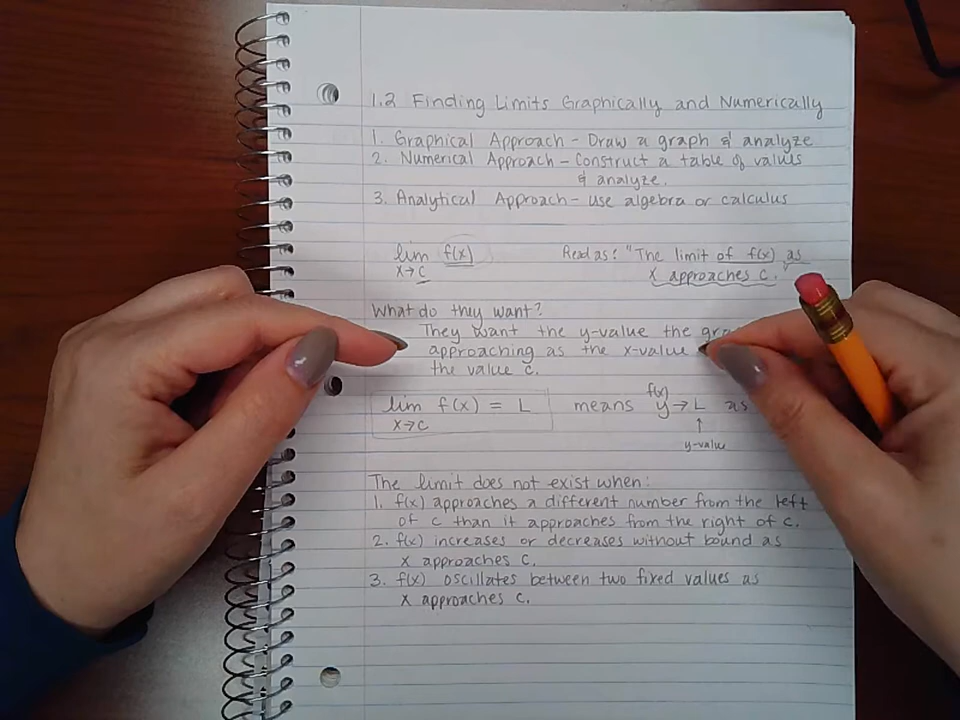 1.2 Finding Limits Graphically and Numerically
1. Graphical Approach - Draw a graph & analyze
2. Numerical Approach - Construct a table of values
& analyze.
3. Analytical Approach - use algebra or calculus
lim f(x) Read as: "The limit of f(x) as
x→c x approaches c."
What do they want?
They want the y-value the
approaching as the x-value
the value c.
f(x)
lim f(x) = L means y → L as
x→c ↑
y-value
The limit does not exist when:
1. f(x) approaches a different number from the left
of c than it approaches from the right of c.
2. f(x) increases or decreases without bound as
x approaches c.
3. f(x) oscillates between two fixed values as
x approaches c.